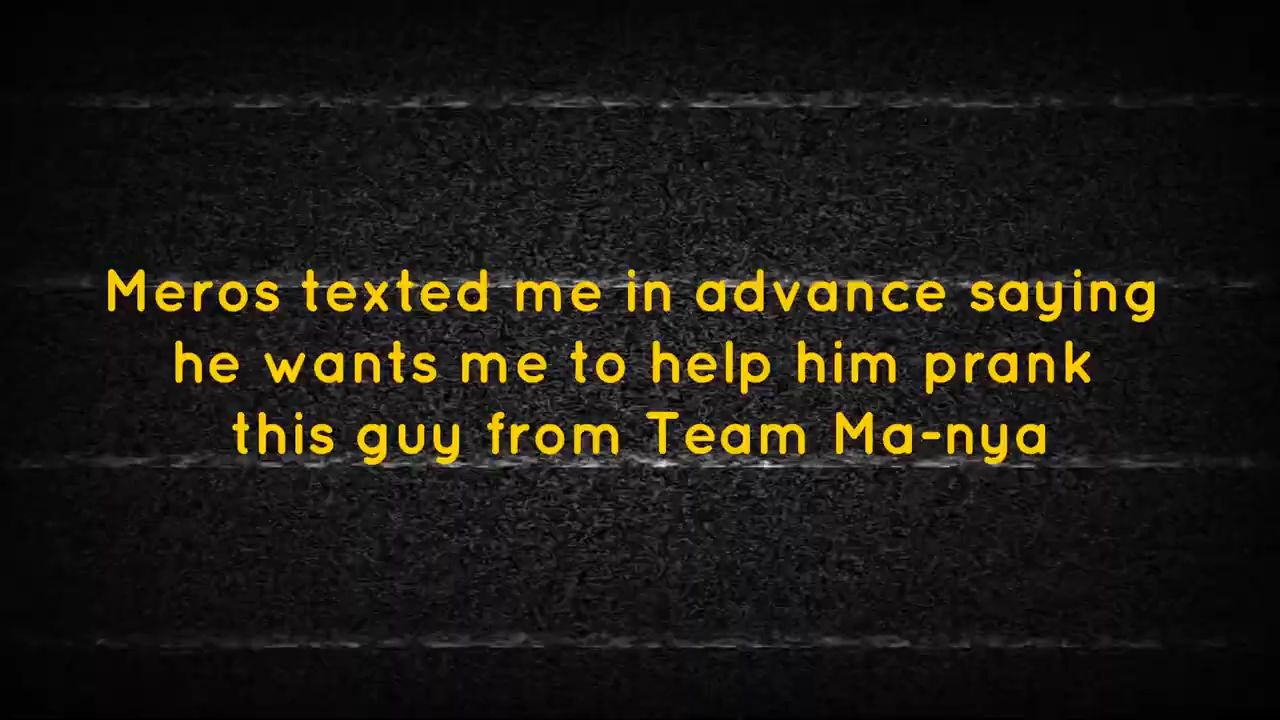 Meros texted me in advance saying
he wants me to help him prank
this guy from Team Ma-nya